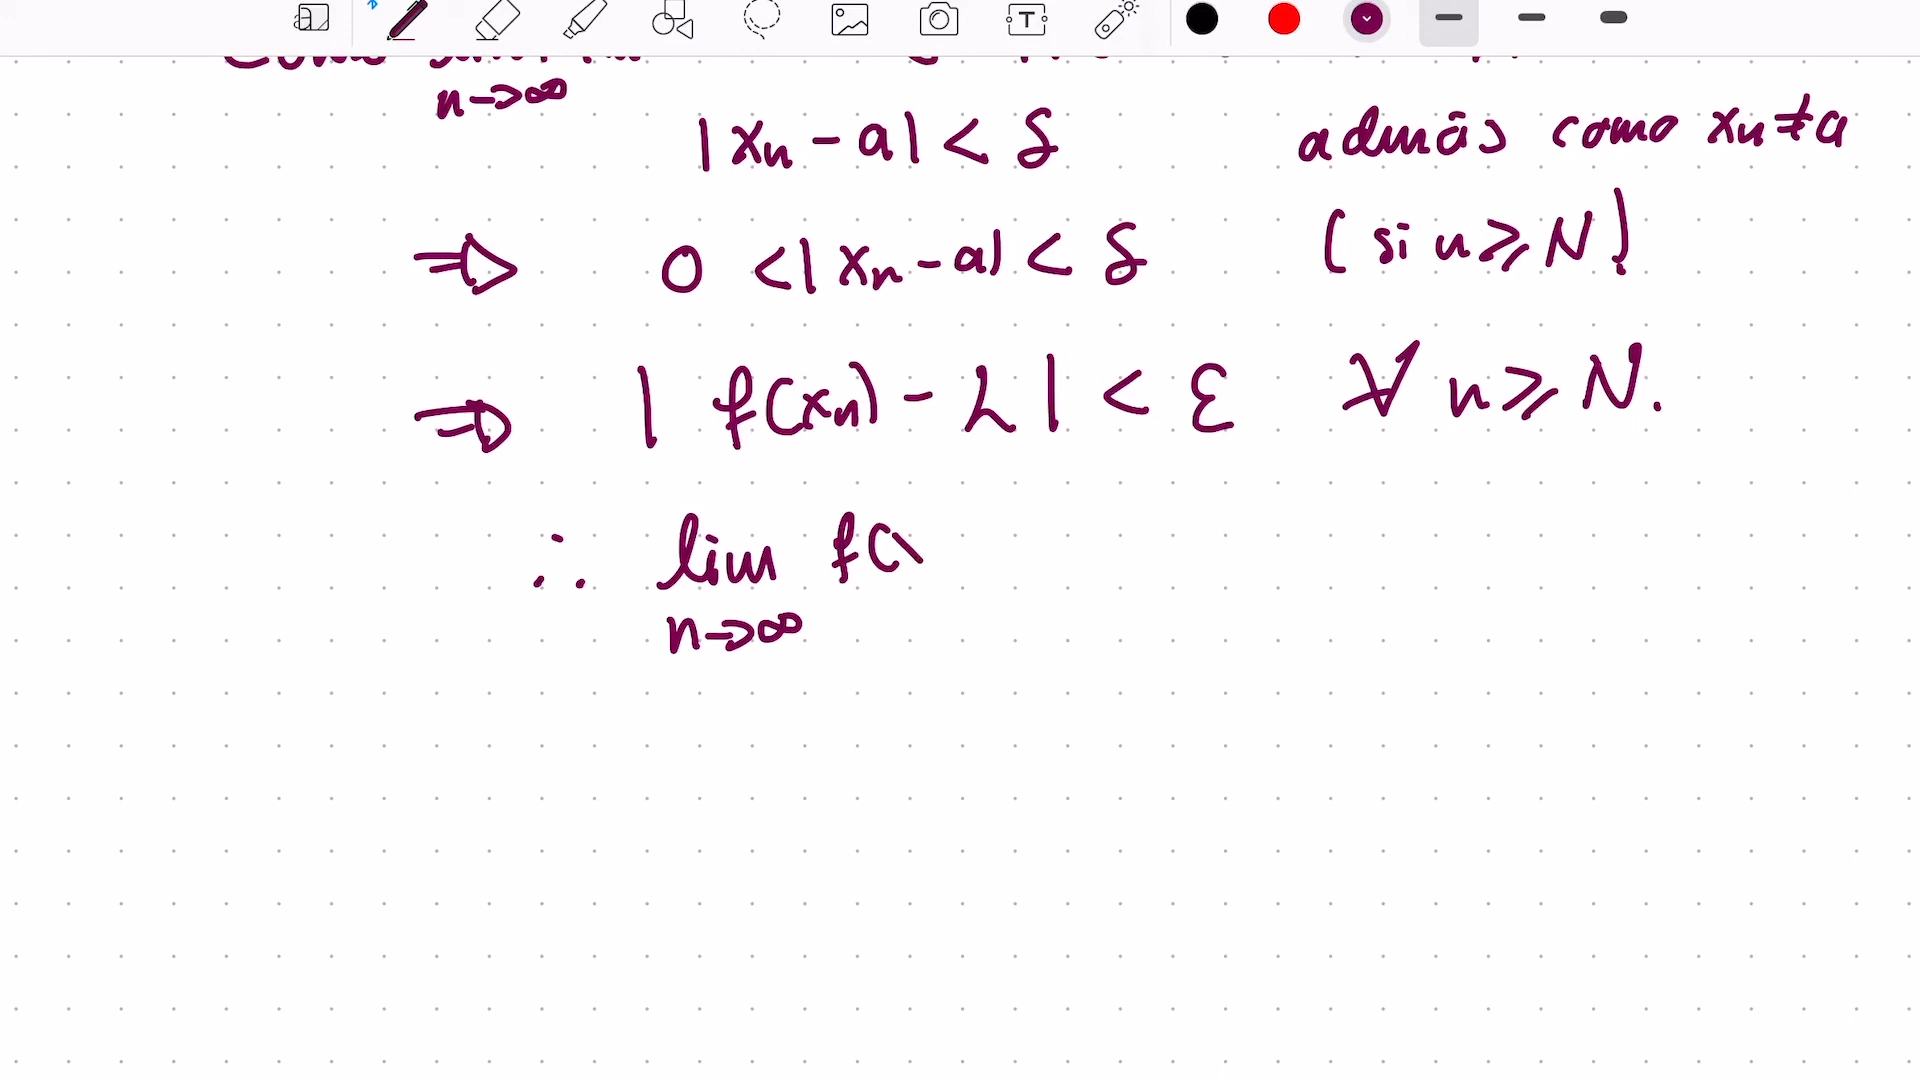 n→∞
|xn - a| < δ además como xn ≠ a
⇒ 0 < |xn - a| < δ (si n ≥ N)
⇒ | f(xn) - L | < ε ∀ n ≥ N.
∴ lim f(
n→∞